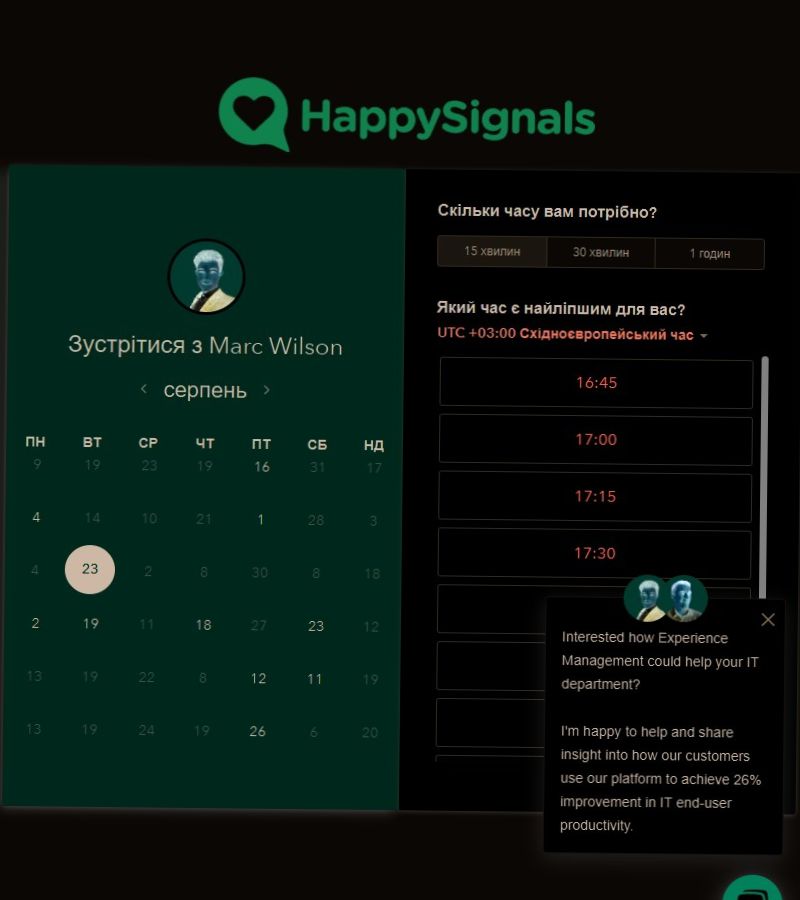 HappySignals
Зустрітися з Marc Wilson
серпень
ПН ВТ СР ЧТ ПТ СБ НД
9 19 23 19 16 31 17
4 14 10 21 1 28 3
4 23 2 8 30 8 18
2 19 11 18 27 23 12
13 19 22 8 12 11 19
13 19 24 19 26 6 20
Скільки часу вам потрібно?
15 хвилин 30 хвилин 1 годин
Який час є найліпшим для вас?
UTC +03:00 Східноєвропейський час
16:45
17:00
17:15
17:30
Interested how Experience
Management could help your IT
department?
I'm happy to help and share
insight into how our customers
use our platform to achieve 26%
improvement in IT end-user
productivity.